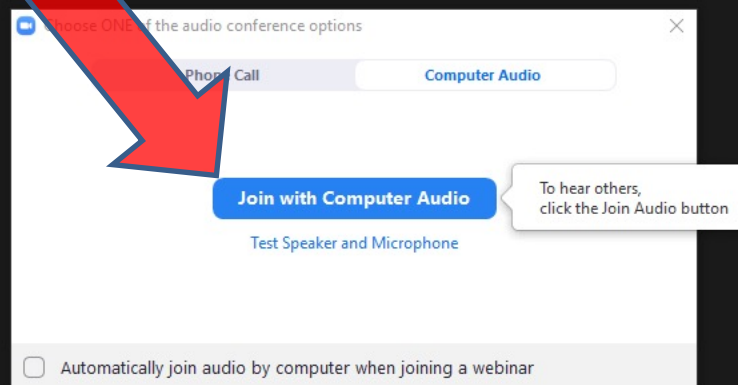 Choose ONE of the audio conference options
Phone Call
Computer Audio
Join with Computer Audio
To hear others,
click the Join Audio button
Test Speaker and Microphone
Automatically join audio by computer when joining a webinar